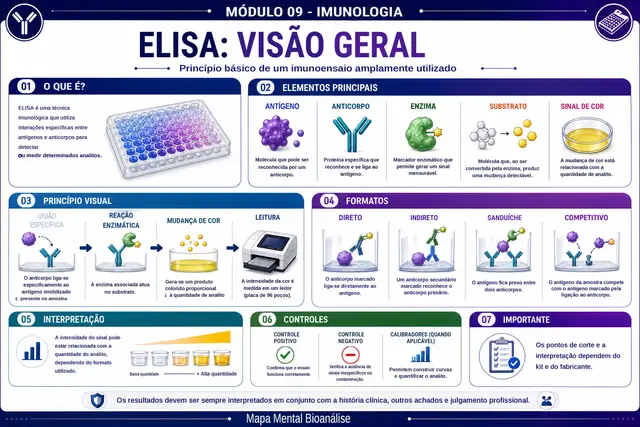 MÓDULO 09 - IMUNOLOGIA
ELISA: VISÃO GERAL
Princípio básico de um imunoensaio amplamente utilizado
01 O QUE É?
ELISA é uma técnica
imunológica que utiliza
interações específicas entre
antígenos e anticorpos para
detectar
ou medir determinados analitos.
02 ELEMENTOS PRINCIPAIS
ANTÍGENO
Molécula que pode ser
reconhecida por um
anticorpo.
ANTICORPO
Proteína específica que
reconhece e se liga ao
antígeno.
ENZIMA
Marcador enzimático que
permite gerar um sinal
mensurável.
SUBSTRATO
Molécula que, ao ser
convertida pela enzima, produz
uma mudança detectável.
SINAL DE COR
A mudança de cor está
relacionada com a
quantidade de analito.
03 PRINCÍPIO VISUAL
UNIÃO
ESPECÍFICA
O anticorpo liga-se
especificamente ao
antígeno imobilizado
presente na amostra.
REAÇÃO
ENZIMÁTICA
A enzima associada atua
no substrato.
MUDANÇA DE COR
Gera-se um produto
colorido proporcional
à quantidade de analito
LEITURA
A intensidade da cor é
medida em um leitor
(placa de 96 poços).
04 FORMATOS
DIRETO
O anticorpo marcado
liga-se diretamente ao
antígeno.
INDIRETO
Um anticorpo secundário
marcado reconhece o
anticorpo primário.
SANDUÍCHE
O antígeno fica preso entre
dois anticorpos.
COMPETITIVO
O antígeno da amostra compete
com o antígeno marcado pela
ligação ao anticorpo.
05 INTERPRETAÇÃO
A intensidade do sinal pode
estar relacionada com a
quantidade do analito,
dependendo do formato
utilizado.
Baixa quantidade
+ Alta quantidade
06 CONTROLES
CONTROLE
POSITIVO
Confirma que o ensaio
funciona corretamente.
CONTROLE
NEGATIVO
Verifica a ausência de
sinais inespecíficos ou
contaminação.
CALIBRADORES (QUANDO
APLICÁVEL)
Permitem construir curvas
e quantificar o analito.
07 IMPORTANTE
Os pontos de corte e a
interpretação dependem do
kit e do fabricante.
Os resultados devem ser sempre interpretados em conjunto com a história clínica, outros achados e julgamento profissional.
Mapa Mental Bioanálise